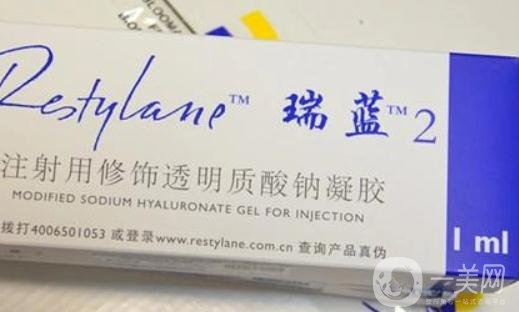 Restylane™ 瑞蓝™2
注射用修饰透明质酸钠凝胶
MODIFIED SODIUM HYALURONATE GEL FOR INJECTION
拨打4006501053 或登录www.restylane.com.cn 查询产品真伪
1 ml
一美网